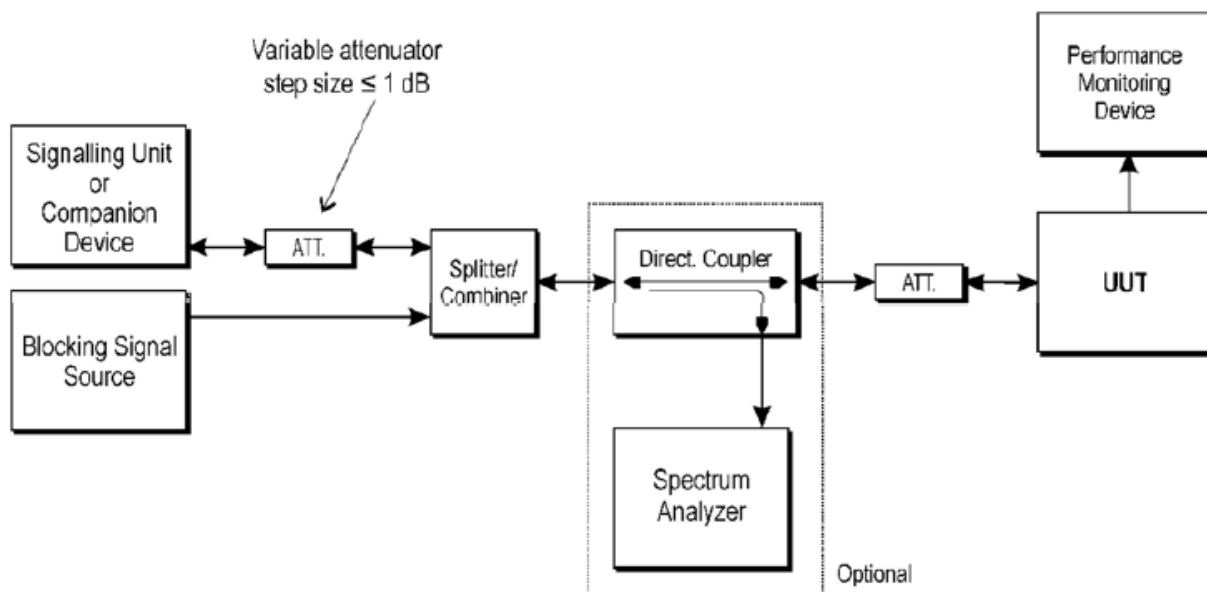 Variable attenuator
step size ≤ 1 dB
Performance
Monitoring
Device
Signalling Unit
or
Companion
Device
ATT.
Splitter/
Combiner
Direct. Coupler
ATT.
UUT
Blocking Signal
Source
Spectrum
Analyzer
Optional